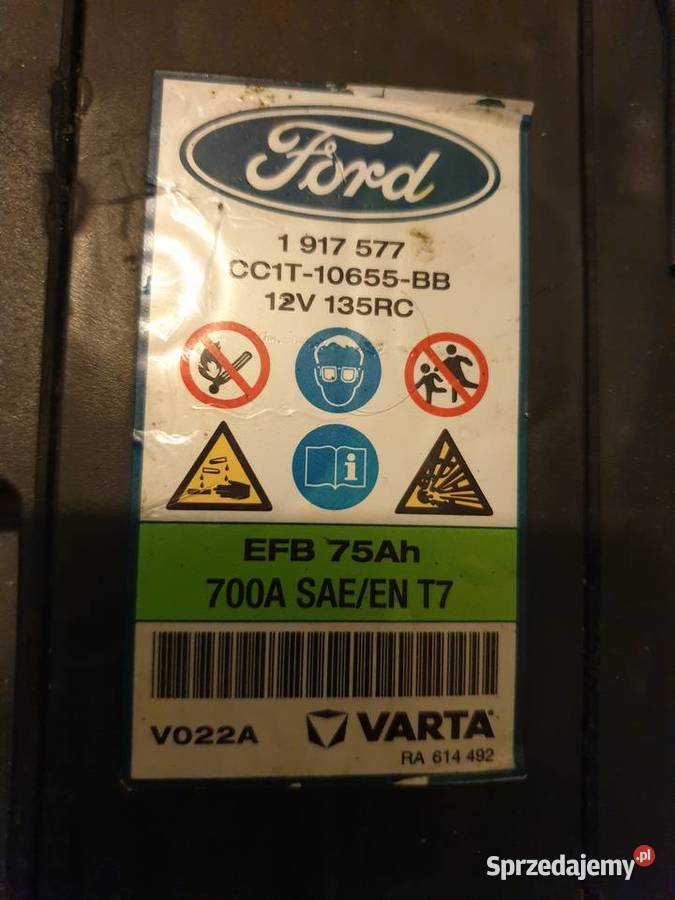 Ford
1 917 577
CC1T-10655-BB
12V 135RC
i
EFB 75Ah
700A SAE/EN T7
V022A VARTA
RA 614 492
Sprzedajemy.pl